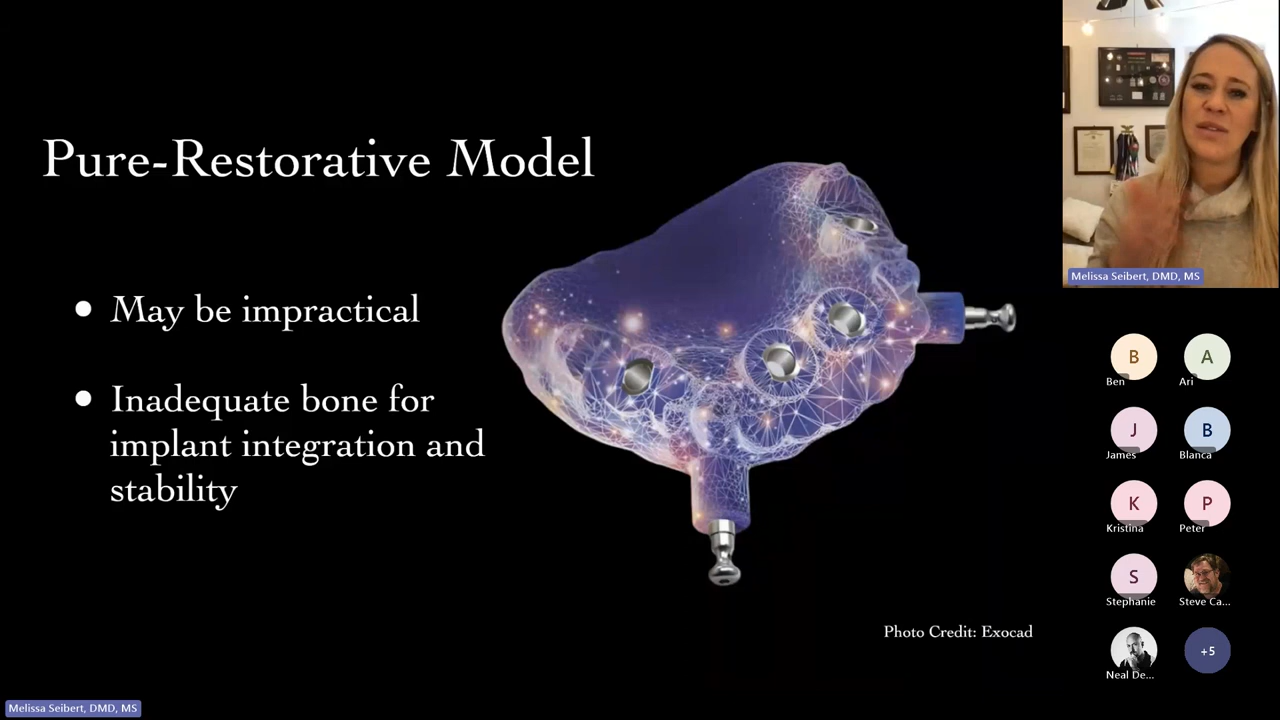 Pure-Restorative Model
• May be impractical
• Inadequate bone for
implant integration and
stability
Photo Credit: Exocad
Melissa Seibert, DMD, MS
B
A
Ben
Ari
J
B
James
Blanca
K
P
Kristina
Peter
S
Stephanie
Steve Ca...
Neal De...
+5
Melissa Seibert, DMD, MS